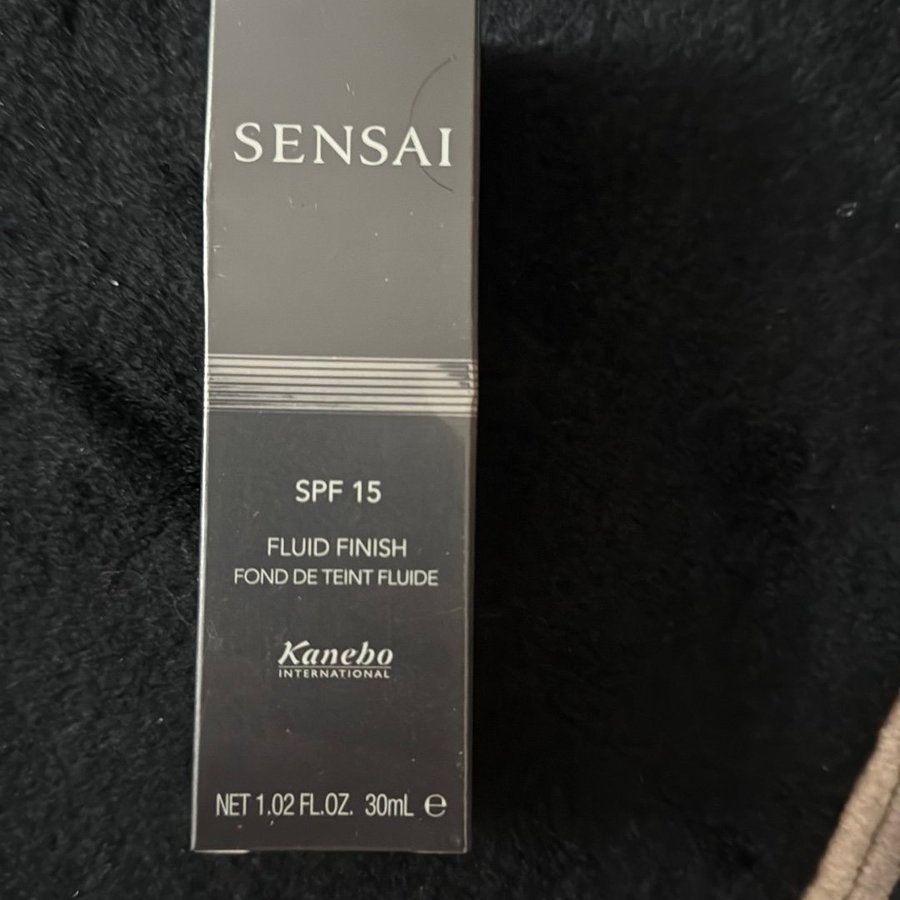 SENSAI
SPF 15
FLUID FINISH
FOND DE TEINT FLUIDE
Kanebo
INTERNATIONAL
NET 1.02 FL.OZ. 30mL ℮